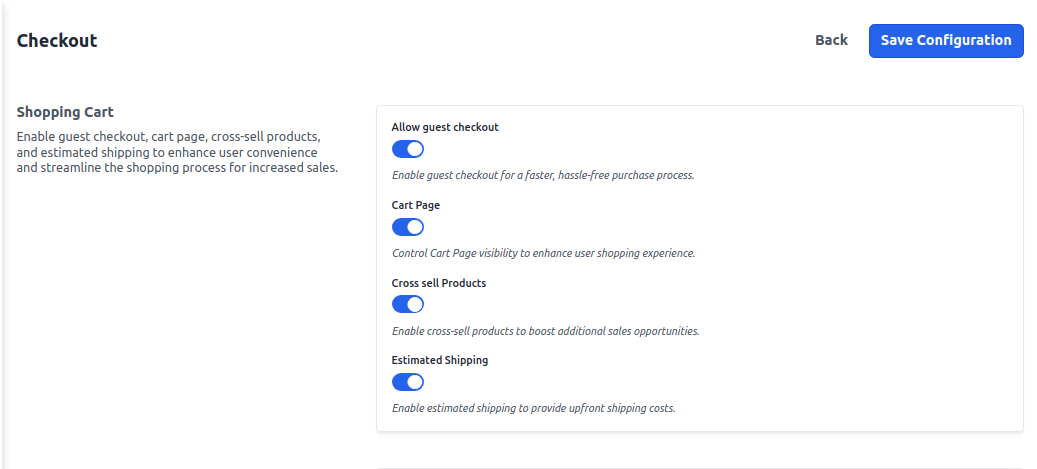 Checkout
Back
Save Configuration
Shopping Cart
Enable guest checkout, cart page, cross-sell products,
and estimated shipping to enhance user convenience
and streamline the shopping process for increased sales.
Allow guest checkout
Enable guest checkout for a faster, hassle-free purchase process.
Cart Page
Control Cart Page visibility to enhance user shopping experience.
Cross sell Products
Enable cross-sell products to boost additional sales opportunities.
Estimated Shipping
Enable estimated shipping to provide upfront shipping costs.